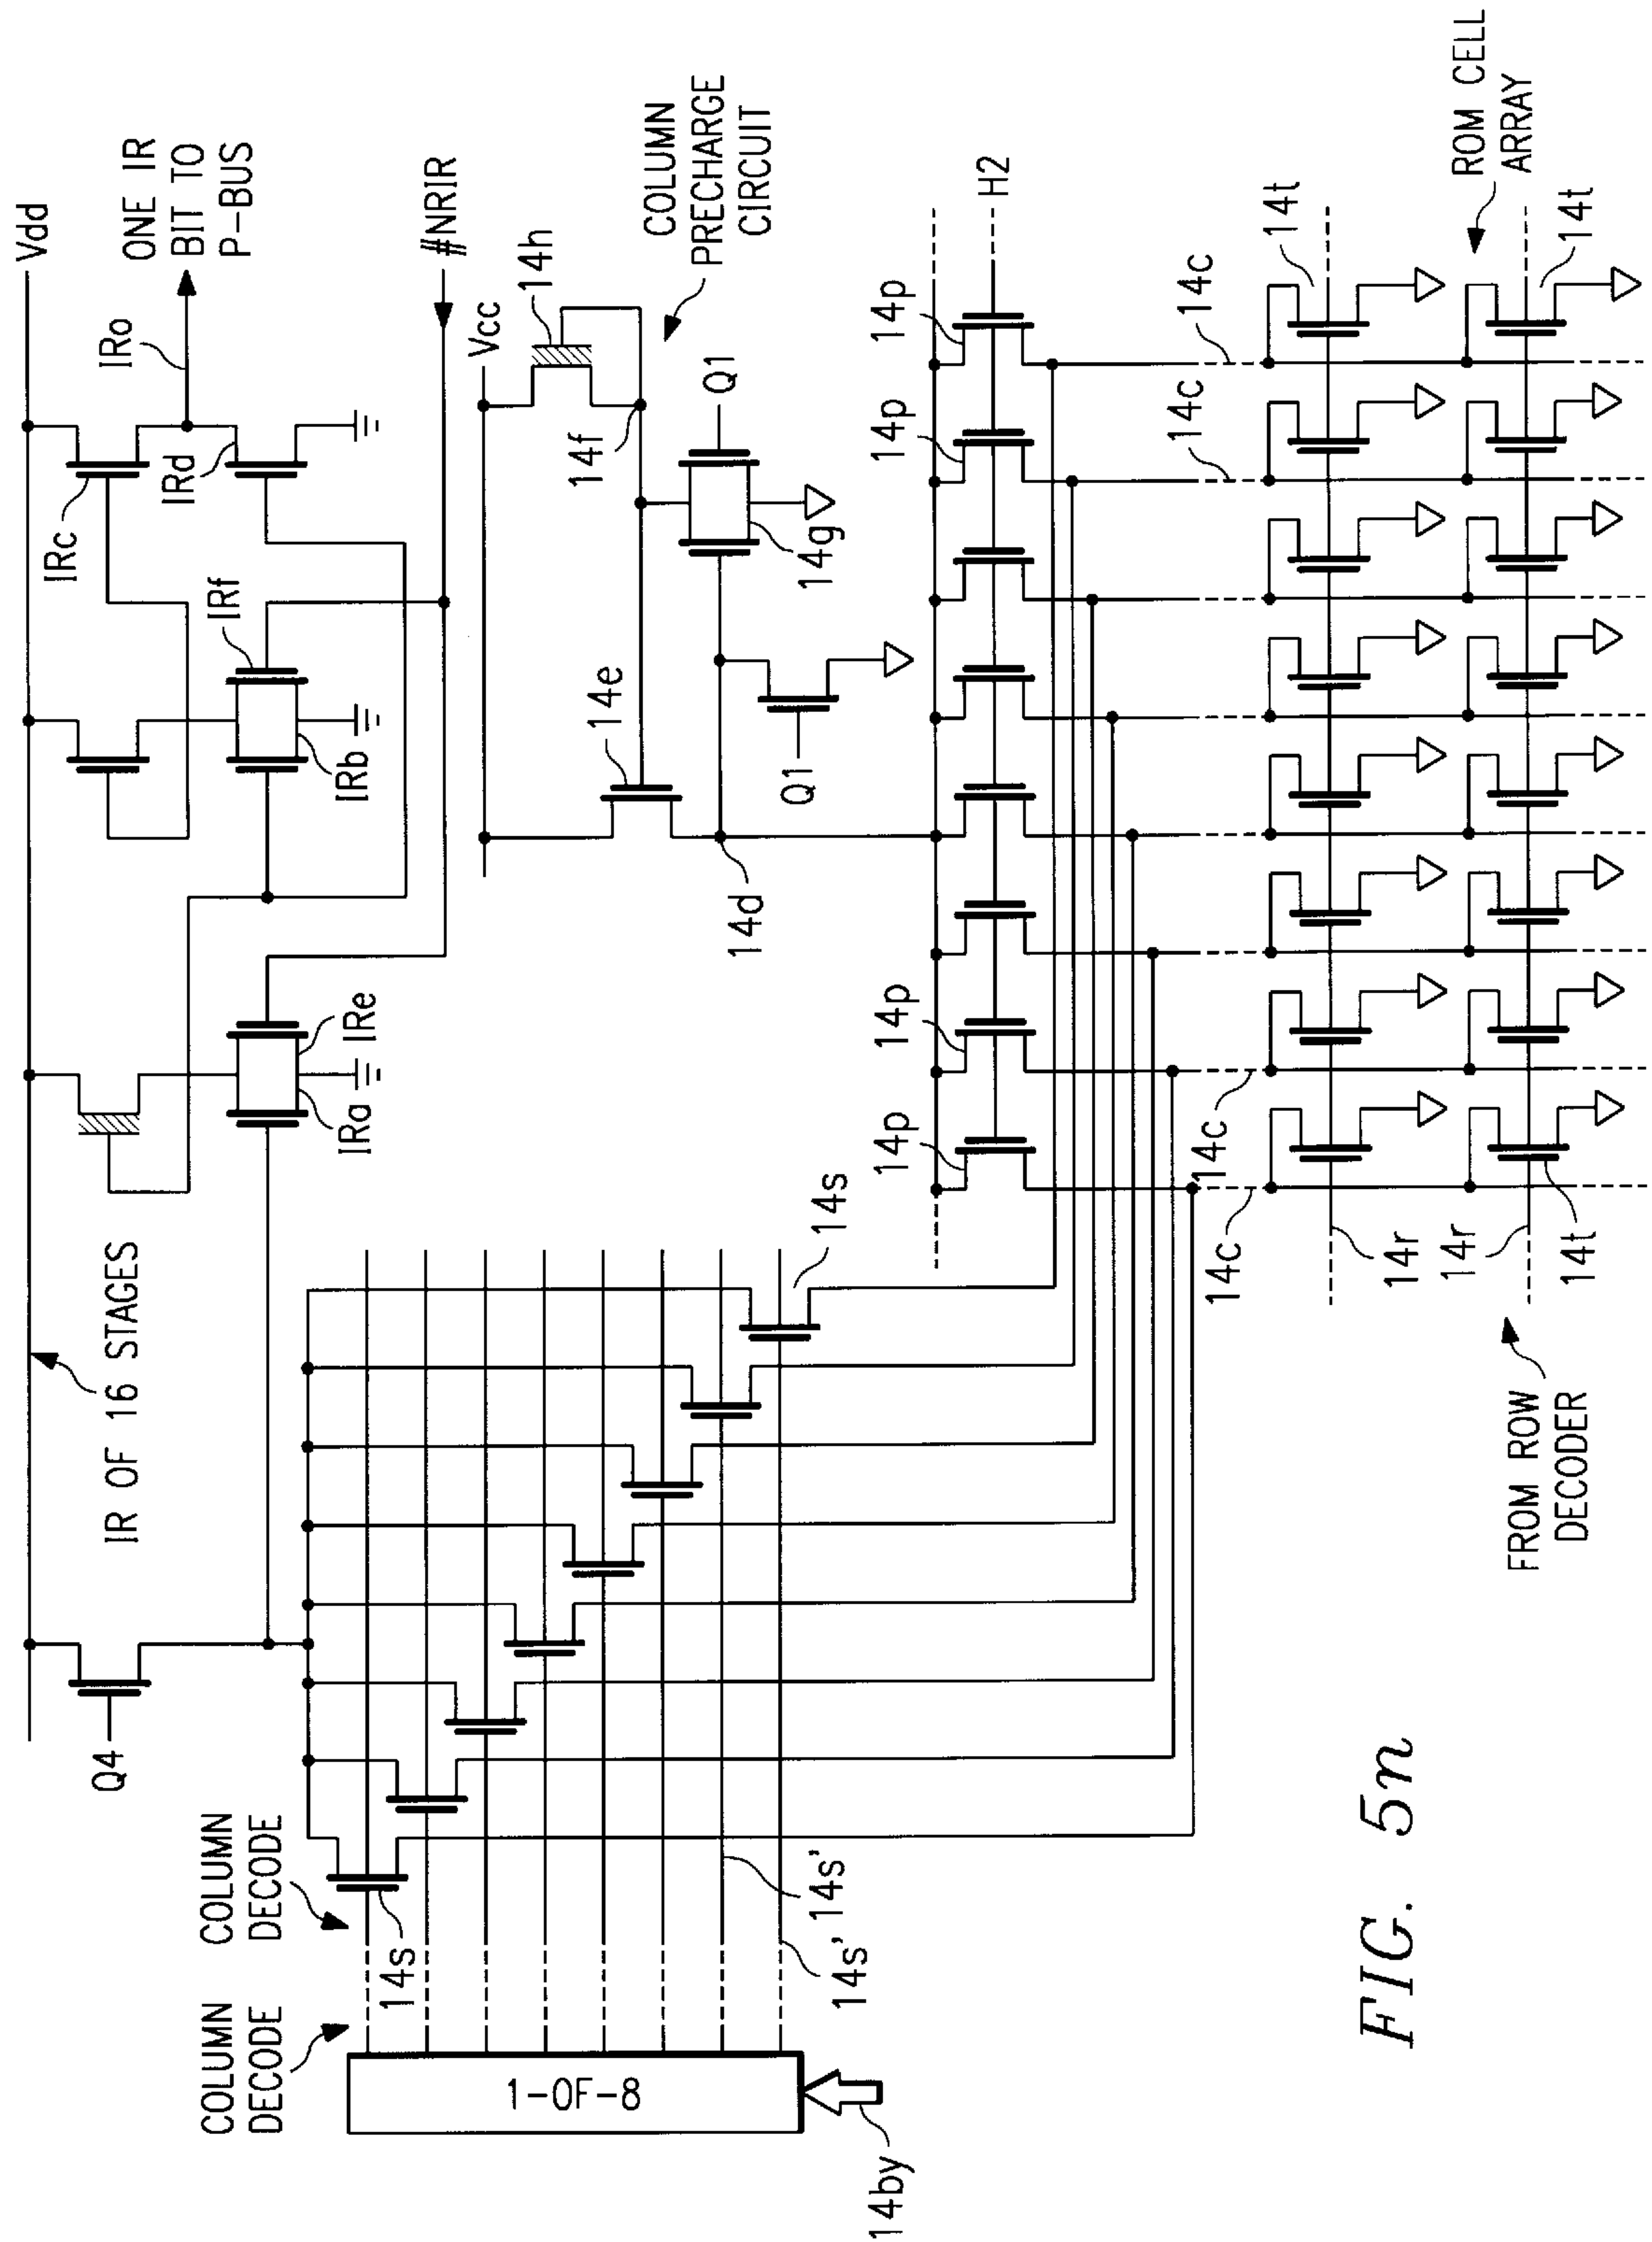 Vdd
ONE IR
BIT TO
P-BUS
IRo
#NRIR
IRc
IRd
IRf
IRb
IRe
IRa
IR OF 16 STAGES
Q4
Vcc
14h
COLUMN
PRECHARGE
CIRCUIT
14f
Q1
14g
14e
Q1
14d
H2
14p
14p
14p
14p
14s
COLUMN
DECODE
14s
COLUMN
DECODE
14s'
14s'
1-OF-8
14by
14c
14c
14c
14c
14t
ROM CELL
ARRAY
14t
14r
14r
14t
FROM ROW
DECODER
FIG. 5n